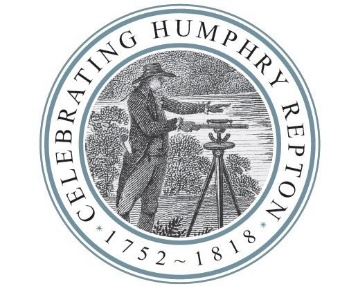 CELEBRATING HUMPHRY REPTON
* 1752 ~ 1818 *